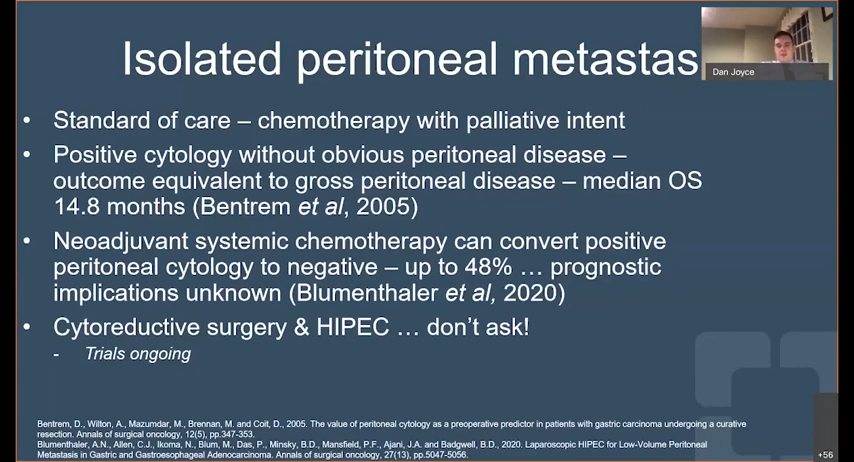 Isolated peritoneal metastas
Dan Joyce
• Standard of care – chemotherapy with palliative intent
• Positive cytology without obvious peritoneal disease –
outcome equivalent to gross peritoneal disease – median OS
14.8 months (Bentrem et al, 2005)
• Neoadjuvant systemic chemotherapy can convert positive
peritoneal cytology to negative – up to 48% … prognostic
implications unknown (Blumenthaler et al, 2020)
• Cytoreductive surgery & HIPEC … don’t ask!
- Trials ongoing
Bentrem, D., Wilton, A., Mazumdar, M., Brennan, M. and Coit, D., 2005. The value of peritoneal cytology as a preoperative predictor in patients with gastric carcinoma undergoing a curative
resection. Annals of surgical oncology, 12(5), pp.347-353.
Blumenthaler, A.N., Allen, C.J., Ikoma, N., Blum, M., Das, P., Minsky, B.D., Mansfield, P.F., Ajani, J.A. and Badgwell, B.D., 2020. Laparoscopic HIPEC for Low-Volume Peritoneal
Metastasis in Gastric and Gastroesophageal Adenocarcinoma. Annals of surgical oncology, 27(13), pp.5047-5056.
+56